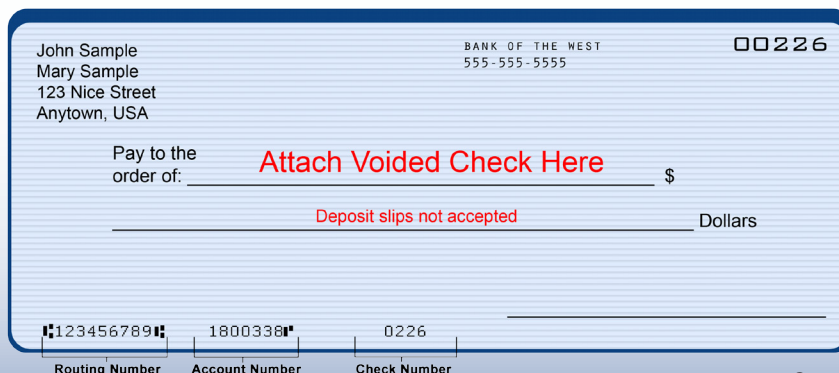 John Sample
Mary Sample
123 Nice Street
Anytown, USA
BANK OF THE WEST
555-555-5555
00226
Pay to the
order of: Attach Voided Check Here $
Deposit slips not accepted Dollars
⑆123456789⑆ 1800338⑈ 0226
Routing Number Account Number Check Number